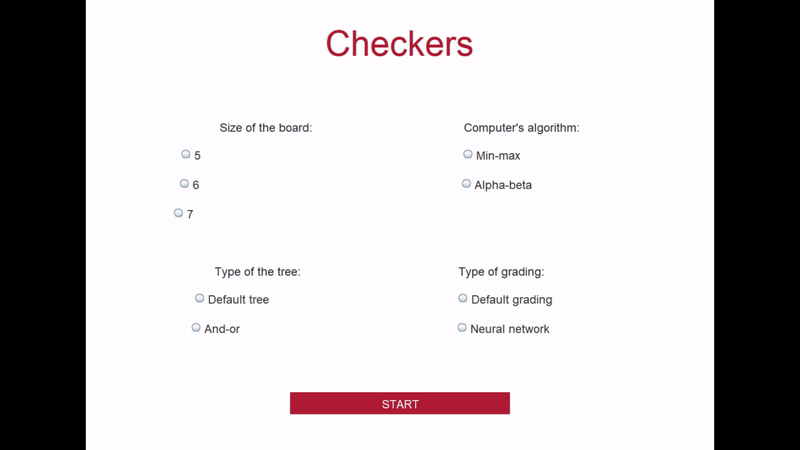 Checkers
Size of the board:
5
6
7
Computer's algorithm:
Min-max
Alpha-beta
Type of the tree:
Default tree
And-or
Type of grading:
Default grading
Neural network
START